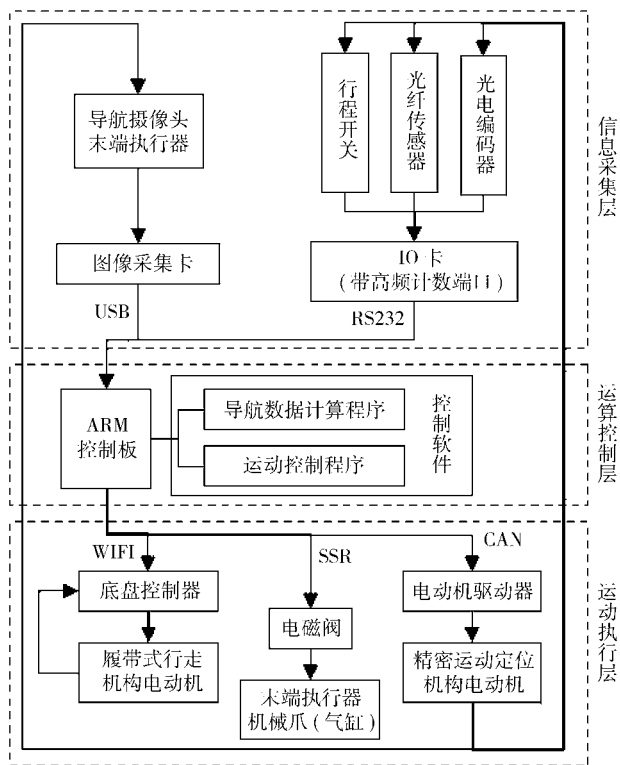 导航摄像头
末端执行器
行程开关
光纤传感器
光电编码器
信息采集层
图像采集卡
IO 卡
(带高频计数端口)
USB
RS232
ARM
控制板
导航数据计算程序
运动控制程序
控制软件
运算控制层
WIFI
SSR
CAN
底盘控制器
电磁阀
电动机驱动器
履带式行走
机构电动机
末端执行器
机械爪(气缸)
精密运动定位
机构电动机
运动执行层